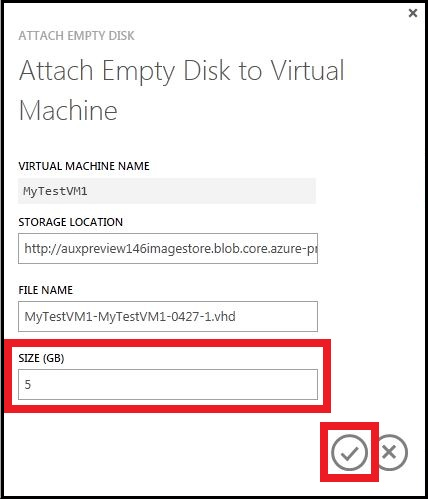 ATTACH EMPTY DISK
Attach Empty Disk to Virtual
Machine
VIRTUAL MACHINE NAME
MyTestVM1
STORAGE LOCATION
http://auxpreview146imagestore.blob.core.azure-pr
FILE NAME
MyTestVM1-MyTestVM1-0427-1.vhd
SIZE (GB)
5